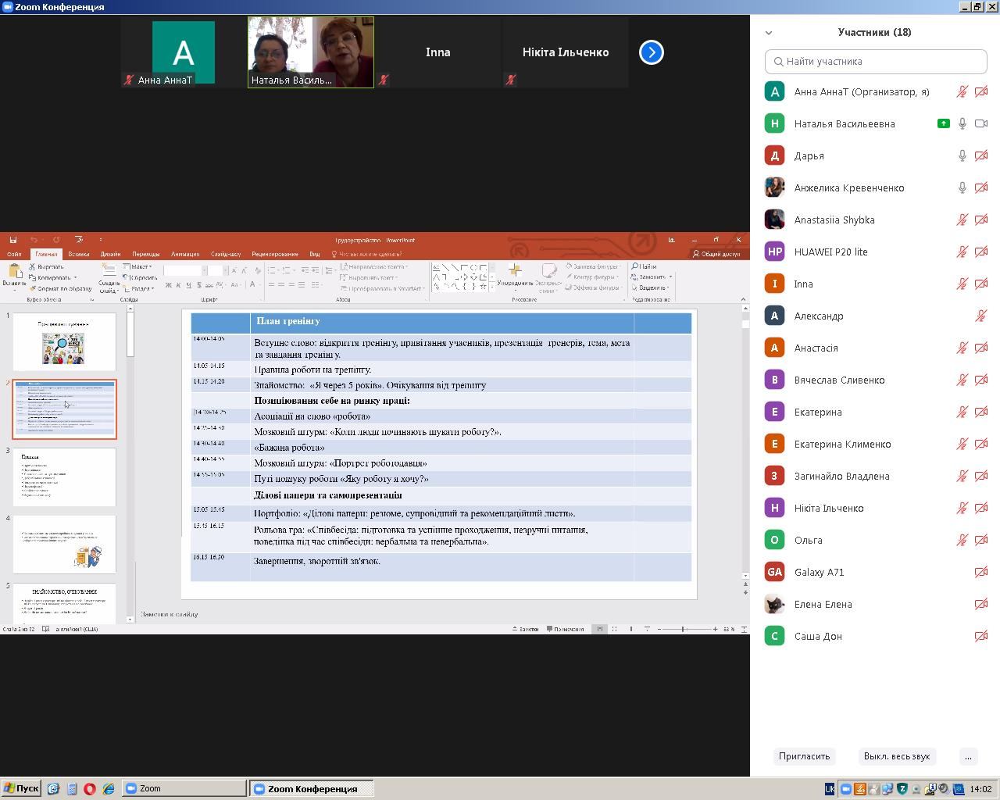 Zoom Конференция
A
Анна АннаТ
Наталья Василь...
Inna
Нікіта Ільченко
Участники (18)
Найти участника
A Анна АннаТ (Организатор, я)
Н Наталья Васильеевна
Д Дарья
Анжелика Кревенченко
Anastasiia Shybka
HP HUAWEI P20 lite
I Inna
А Александр
А Анастасія
В Вячеслав Сливенко
Е Екатерина
Е Екатерина Клименко
З Загинайло Владлена
Н Нікіта Ільченко
О Ольга
GA Galaxy A71
Елена Елена
С Саша Дон
Пригласить
Выкл. весь звук
...
Трудоустройство - PowerPoint
Файл Главная Вставка Дизайн Переходы Анимация Слайд-шоу Рецензирование Вид Что вы хотите сделать? Общий доступ
Вставить
Вырезать
Копировать
Формат по образцу
Буфер обмена
Создать слайд
Макет
Сбросить
Раздел
Слайды
Шрифт
Направление текста
Выровнять текст
Преобразовать в SmartArt
Абзац
Упорядочить
Экспресс-стили
Заливка фигуры
Контур фигуры
Эффекты фигуры
Рисование
Найти
Заменить
Выделить
Редактирование
1
Працевлаштування
2
3
4
5
ЗНАЙОМСТВО, ОЧІКУВАННЯ
План тренінгу
14.00-14.05 Вступне слово: відкриття тренінгу, привітання учасників, презентація тренерів, тема, мета
та завдання тренінгу.
14.05-14.15 Правила роботи на тренінгу.
14.15-14.20 Знайомство: «Я через 5 років». Очікування від тренінгу
Позиціювання себе на ринку праці:
14.20-14.25 Асоціації на слово «робота»
14.25-14.30 Мозковий штурм: «Коли люди починають шукати роботу?».
14.30-14.40 «Бажана робота»
14.40-14.55 Мозковий штурм: «Портрет роботодавця»
14.55-15.05 Путі пошуку роботи «Яку роботу я хочу?»
Ділові папери та самопрезентація
15.05-15.45 Портфоліо: «Ділові папери: резюме, супровідний та рекомендаційний листи».
15.45-16.15 Рольова гра: «Співбесіда: підготовка та успішне проходження, незручні питання,
поведінка під час співбесіди: вербальна та невербальна».
16.15-16.30 Завершення, зворотній зв'язок.
Заметки к слайду
Слайд 2 из 32 английский (США)
Заметки Примечания
83 %
Пуск
Zoom
Zoom Конференция
UK
14:02